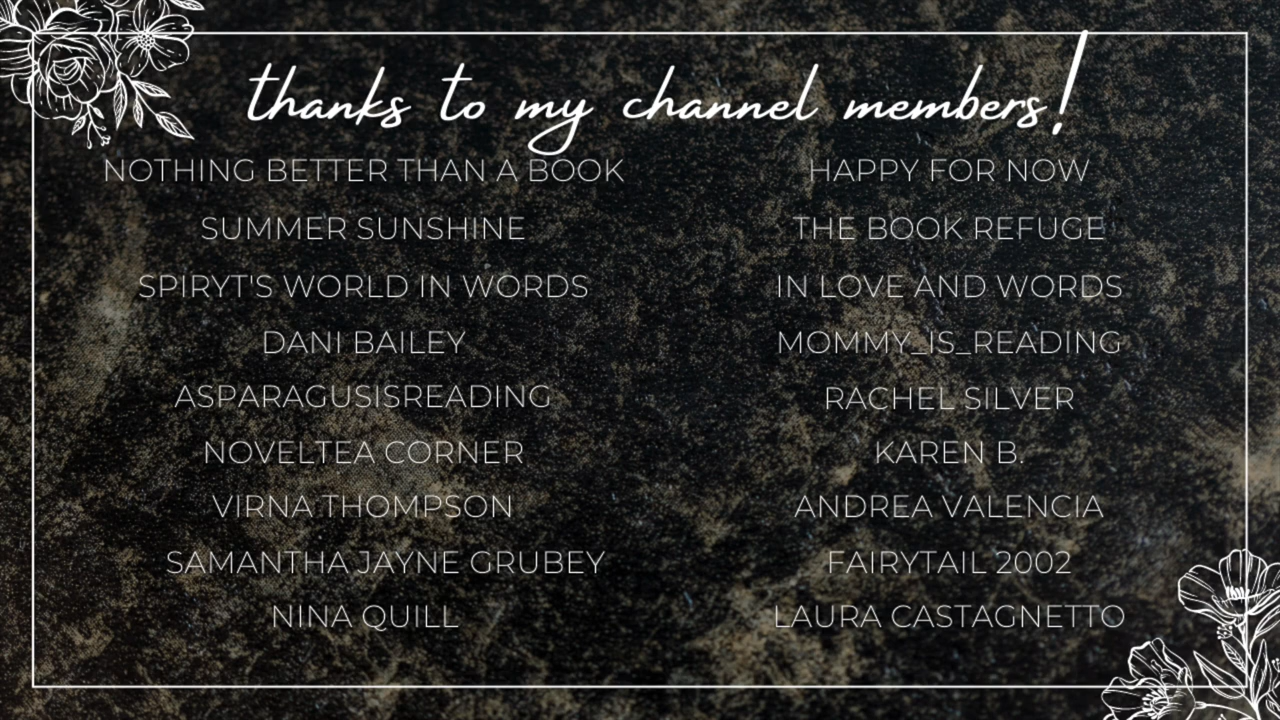 thanks to my channel members!
NOTHING BETTER THAN A BOOK
SUMMER SUNSHINE
SPIRYT'S WORLD IN WORDS
DANI BAILEY
ASPARAGUSISREADING
NOVELTEA CORNER
VIRNA THOMPSON
SAMANTHA JAYNE GRUBEY
NINA QUILL
HAPPY FOR NOW
THE BOOK REFUGE
IN LOVE AND WORDS
MOMMY_IS_READING
RACHEL SILVER
KAREN B.
ANDREA VALENCIA
FAIRYTAIL 2002
LAURA CASTAGNETTO